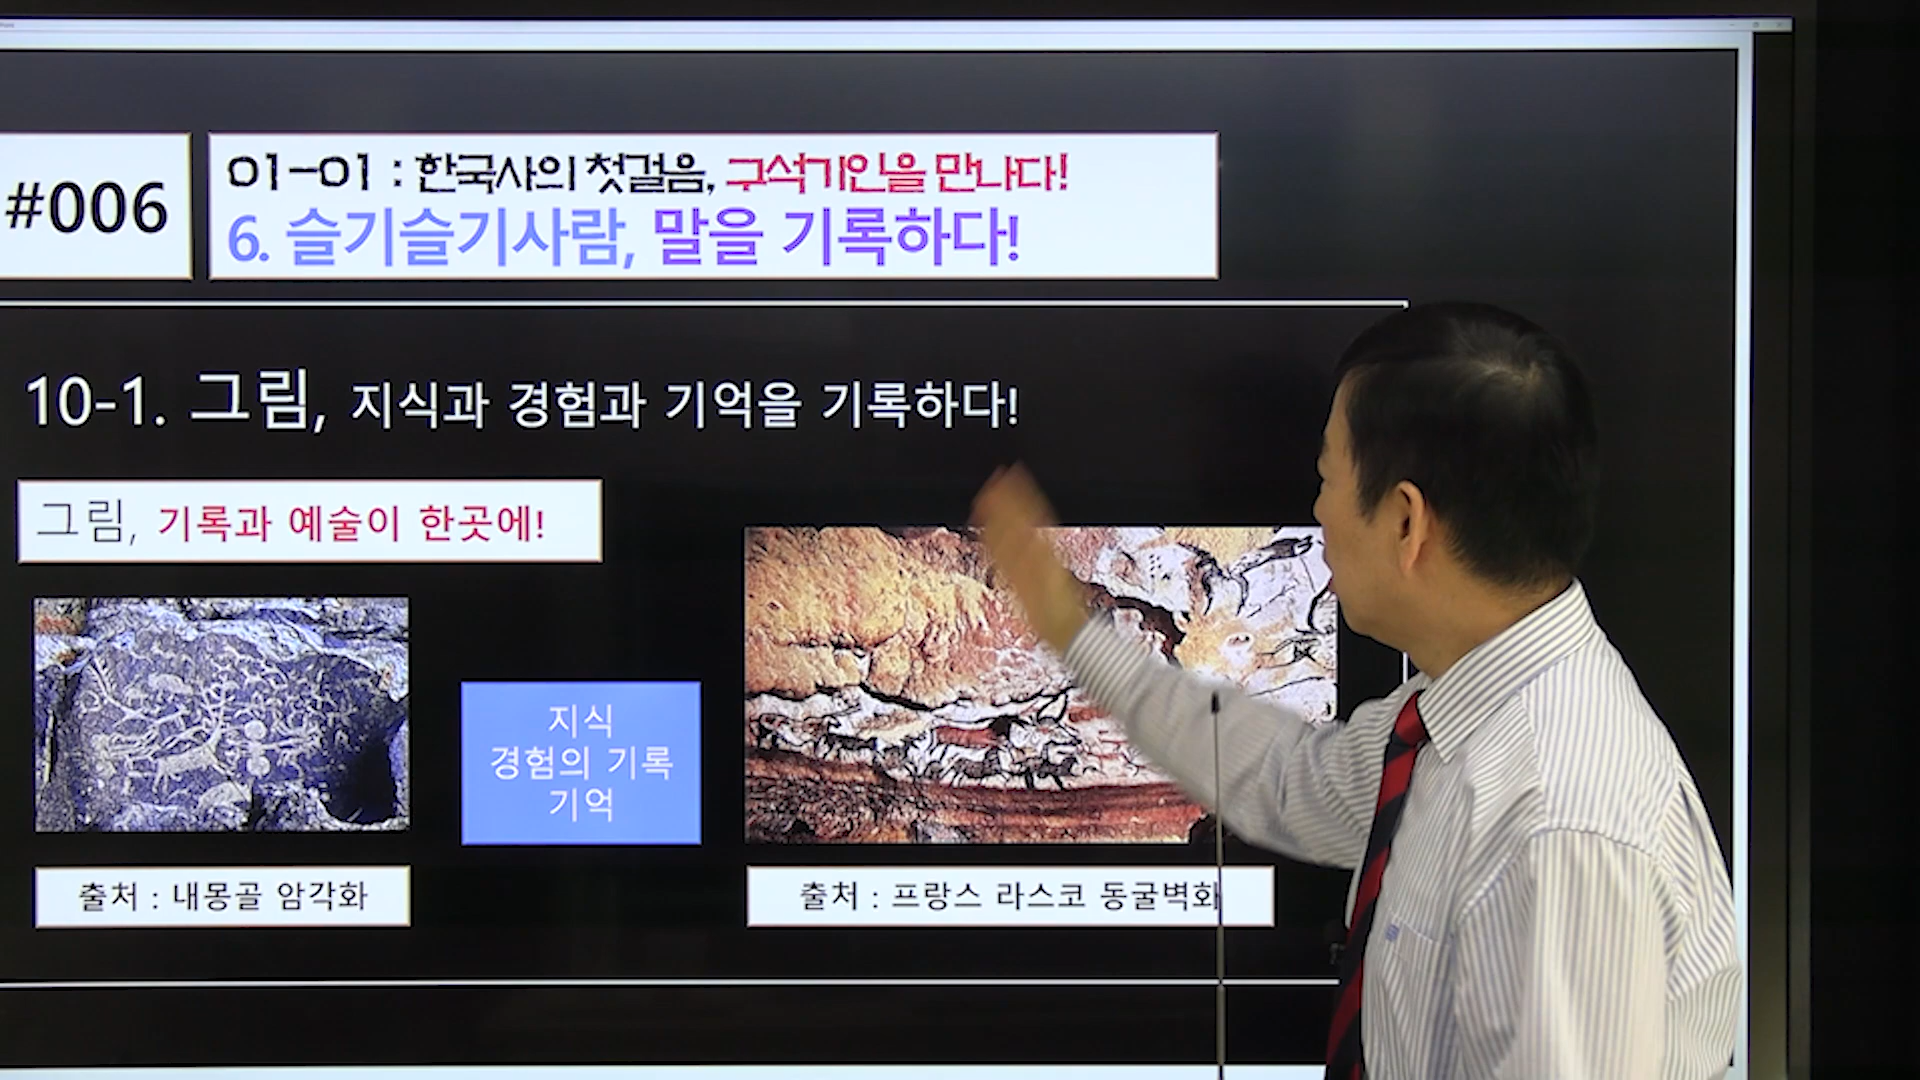 #006
01-01 : 한국사의 첫걸음, 구석기인을 만나다!
6. 슬기슬기사람, 말을 기록하다!
10-1. 그림, 지식과 경험과 기억을 기록하다!
그림, 기록과 예술이 한곳에!
지식
경험의 기록
기억
출처 : 내몽골 암각화
출처 : 프랑스 라스코 동굴벽화